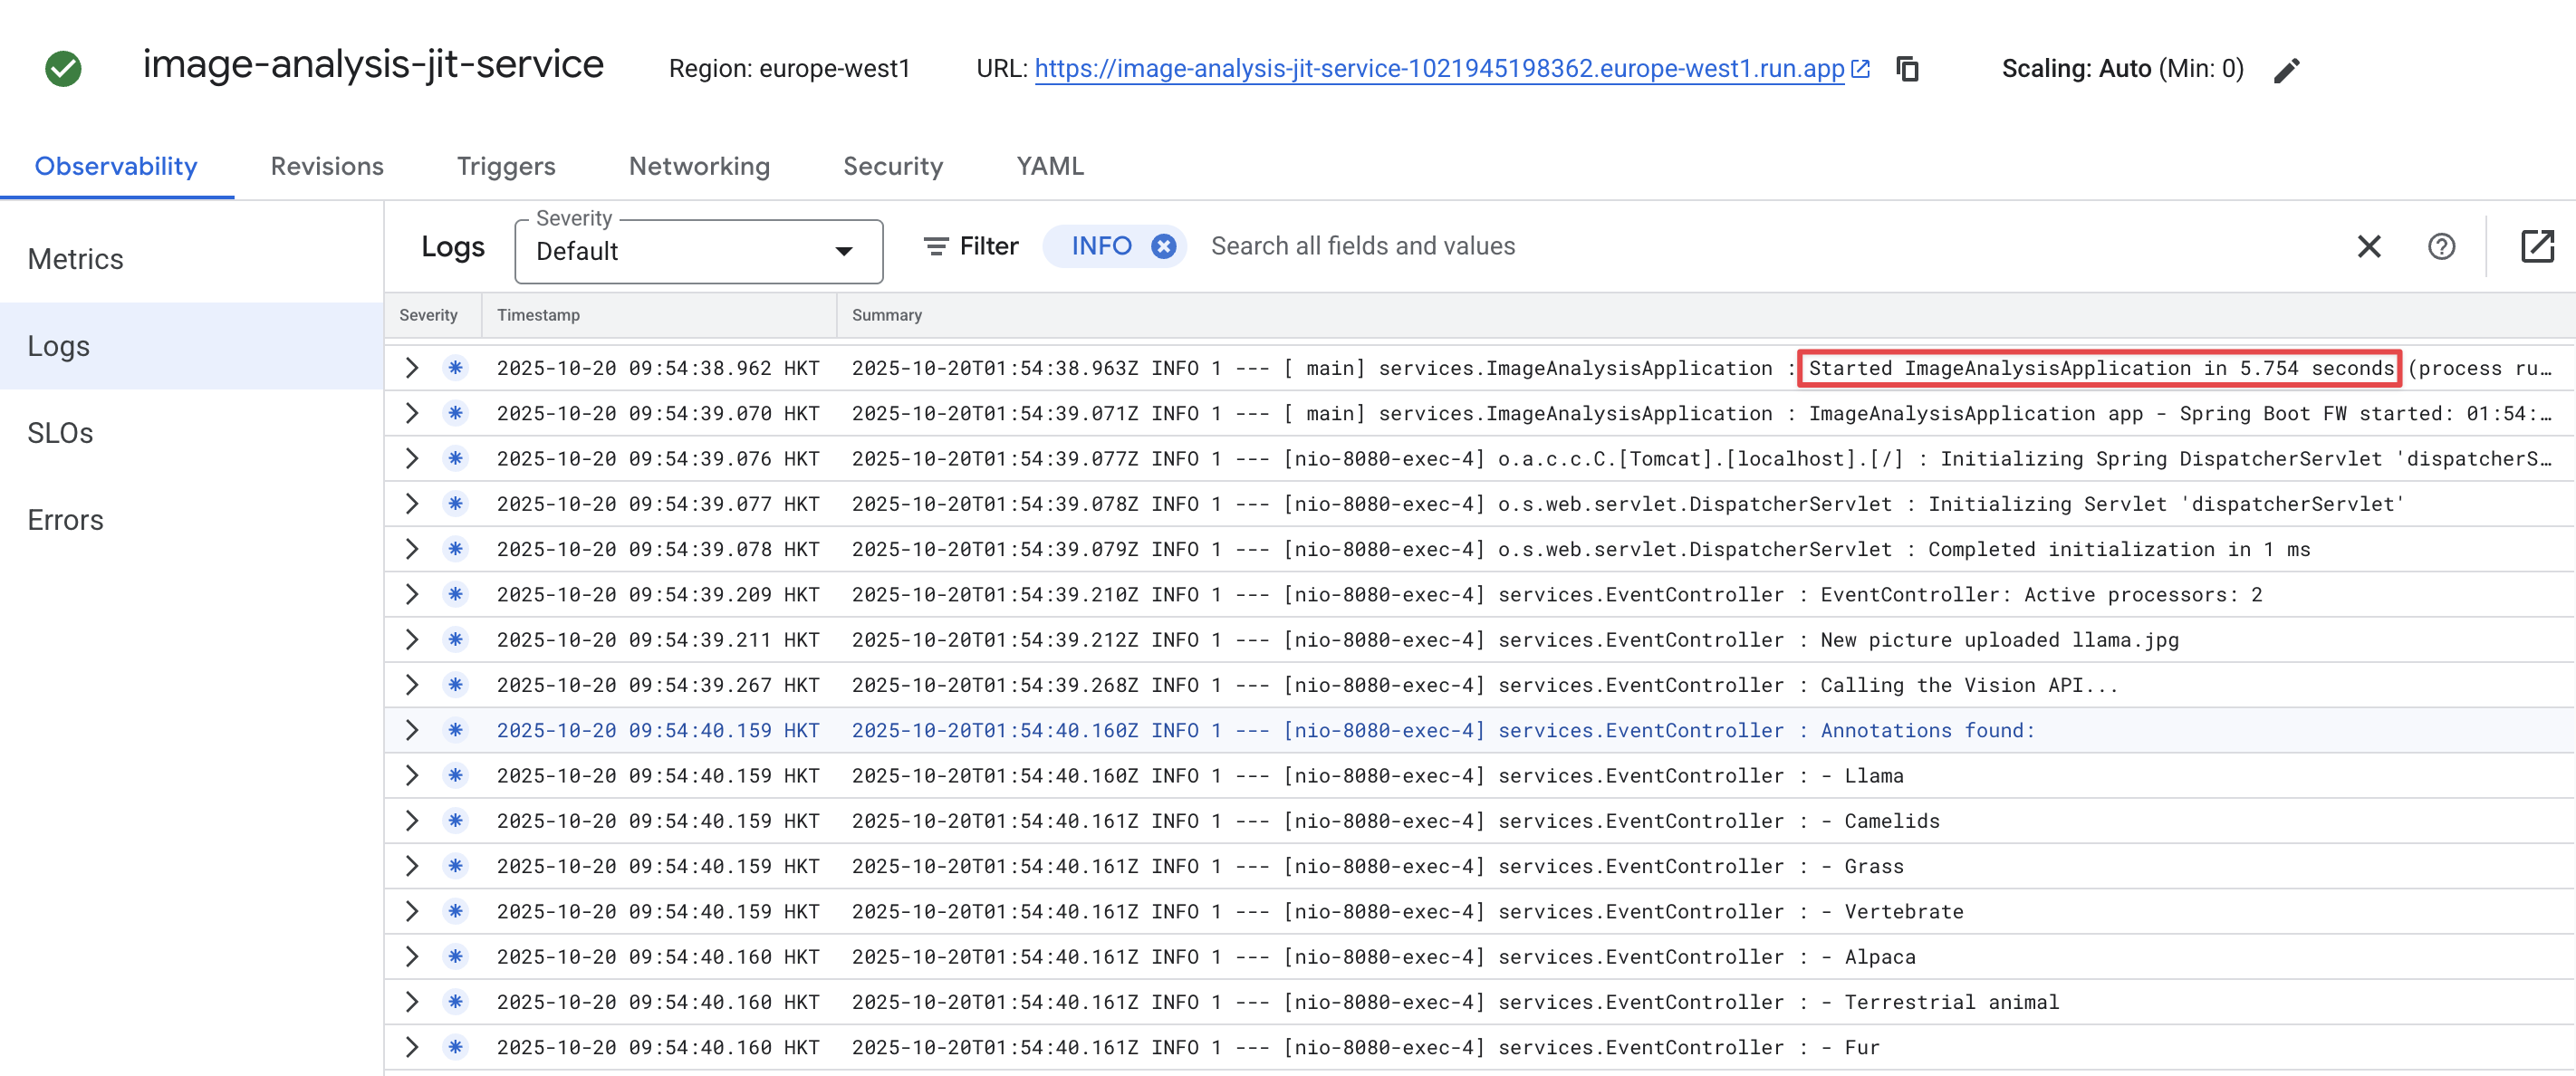 image-analysis-jit-service Region: europe-west1 URL: https://image-analysis-jit-service-1021945198362.europe-west1.run.app Scaling: Auto (Min: 0)
Observability Revisions Triggers Networking Security YAML
Metrics
Logs
SLOs
Errors
Logs Severity Default Filter INFO Search all fields and values
Severity Timestamp Summary
2025-10-20 09:54:38.962 HKT 2025-10-20T01:54:38.963Z INFO 1 --- [ main] services.ImageAnalysisApplication : Started ImageAnalysisApplication in 5.754 seconds (process ru…
2025-10-20 09:54:39.070 HKT 2025-10-20T01:54:39.071Z INFO 1 --- [ main] services.ImageAnalysisApplication : ImageAnalysisApplication app - Spring Boot FW started: 01:54:…
2025-10-20 09:54:39.076 HKT 2025-10-20T01:54:39.077Z INFO 1 --- [nio-8080-exec-4] o.a.c.c.C.[Tomcat].[localhost].[/] : Initializing Spring DispatcherServlet 'dispatcherS…
2025-10-20 09:54:39.077 HKT 2025-10-20T01:54:39.078Z INFO 1 --- [nio-8080-exec-4] o.s.web.servlet.DispatcherServlet : Initializing Servlet 'dispatcherServlet'
2025-10-20 09:54:39.078 HKT 2025-10-20T01:54:39.079Z INFO 1 --- [nio-8080-exec-4] o.s.web.servlet.DispatcherServlet : Completed initialization in 1 ms
2025-10-20 09:54:39.209 HKT 2025-10-20T01:54:39.210Z INFO 1 --- [nio-8080-exec-4] services.EventController : EventController: Active processors: 2
2025-10-20 09:54:39.211 HKT 2025-10-20T01:54:39.212Z INFO 1 --- [nio-8080-exec-4] services.EventController : New picture uploaded llama.jpg
2025-10-20 09:54:39.267 HKT 2025-10-20T01:54:39.268Z INFO 1 --- [nio-8080-exec-4] services.EventController : Calling the Vision API...
2025-10-20 09:54:40.159 HKT 2025-10-20T01:54:40.160Z INFO 1 --- [nio-8080-exec-4] services.EventController : Annotations found:
2025-10-20 09:54:40.159 HKT 2025-10-20T01:54:40.160Z INFO 1 --- [nio-8080-exec-4] services.EventController : - Llama
2025-10-20 09:54:40.159 HKT 2025-10-20T01:54:40.161Z INFO 1 --- [nio-8080-exec-4] services.EventController : - Camelids
2025-10-20 09:54:40.159 HKT 2025-10-20T01:54:40.161Z INFO 1 --- [nio-8080-exec-4] services.EventController : - Grass
2025-10-20 09:54:40.159 HKT 2025-10-20T01:54:40.161Z INFO 1 --- [nio-8080-exec-4] services.EventController : - Vertebrate
2025-10-20 09:54:40.160 HKT 2025-10-20T01:54:40.161Z INFO 1 --- [nio-8080-exec-4] services.EventController : - Alpaca
2025-10-20 09:54:40.160 HKT 2025-10-20T01:54:40.161Z INFO 1 --- [nio-8080-exec-4] services.EventController : - Terrestrial animal
2025-10-20 09:54:40.160 HKT 2025-10-20T01:54:40.161Z INFO 1 --- [nio-8080-exec-4] services.EventController : - Fur